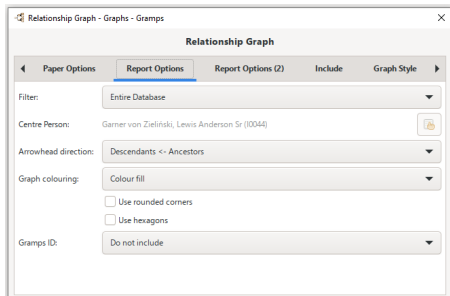 Relationship Graph - Graphs - Gramps
Relationship Graph
Paper Options Report Options Report Options (2) Include Graph Style
Filter: Entire Database
Centre Person: Garner von Zieliński, Lewis Anderson Sr (I0044)
Arrowhead direction: Descendants <- Ancestors
Graph colouring: Colour fill
Use rounded corners
Use hexagons
Gramps ID: Do not include